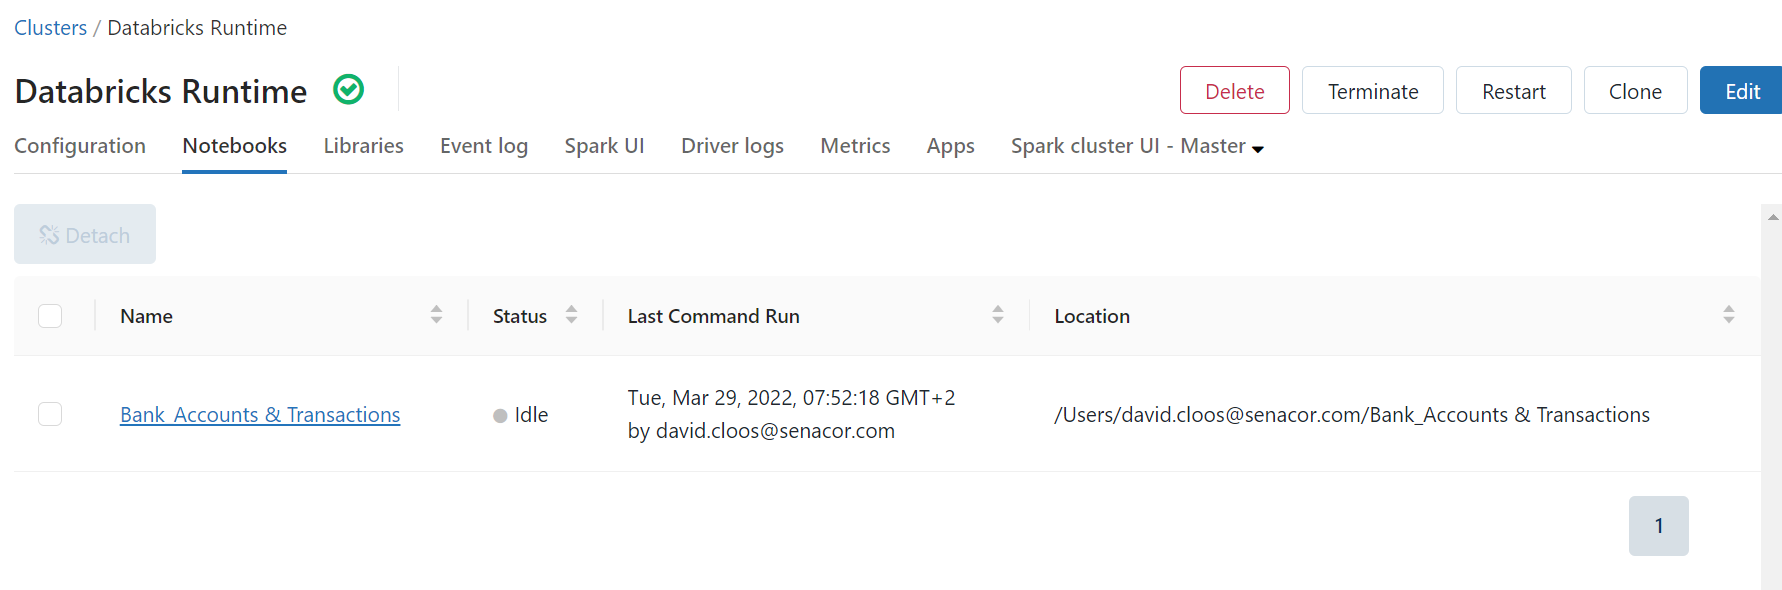 Clusters / Databricks Runtime
Databricks Runtime
Delete
Terminate
Restart
Clone
Edit
Configuration
Notebooks
Libraries
Event log
Spark UI
Driver logs
Metrics
Apps
Spark cluster UI - Master
Detach
Name
Status
Last Command Run
Location
Bank_Accounts & Transactions
Idle
Tue, Mar 29, 2022, 07:52:18 GMT+2
by david.cloos@senacor.com
/Users/david.cloos@senacor.com/Bank_Accounts & Transactions
1